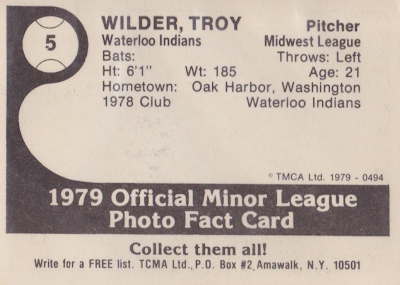 5
WILDER, TROY Pitcher
Waterloo Indians Midwest League
Bats: Throws: Left
Ht: 6'1" Wt: 185 Age: 21
Hometown: Oak Harbor, Washington
1978 Club Waterloo Indians
© TMCA Ltd. 1979 - 0494
1979 Official Minor League
Photo Fact Card
Collect them all!
Write for a FREE list. TCMA Ltd., P.O. Box #2, Amawalk, N.Y. 10501